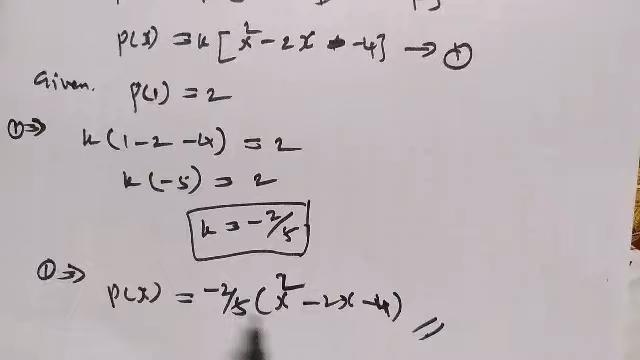 p(x) = k [x² - 2x - 4] → ①
Given. p(1) = 2
①⇒
k(1-2-4) = 2
k(-5) = 2
k = -2/5
①⇒
p(x) = -2/5 (x² - 2x - 4) //